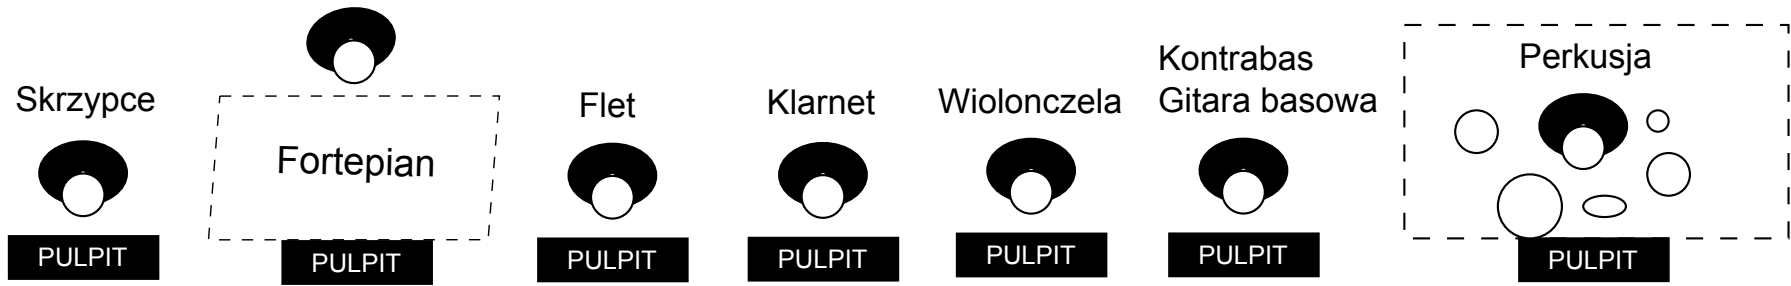 Skrzypce
PULPIT
Fortepian
PULPIT
Flet
PULPIT
Klarnet
PULPIT
Wiolonczela
PULPIT
Kontrabas
Gitara basowa
PULPIT
Perkusja
PULPIT